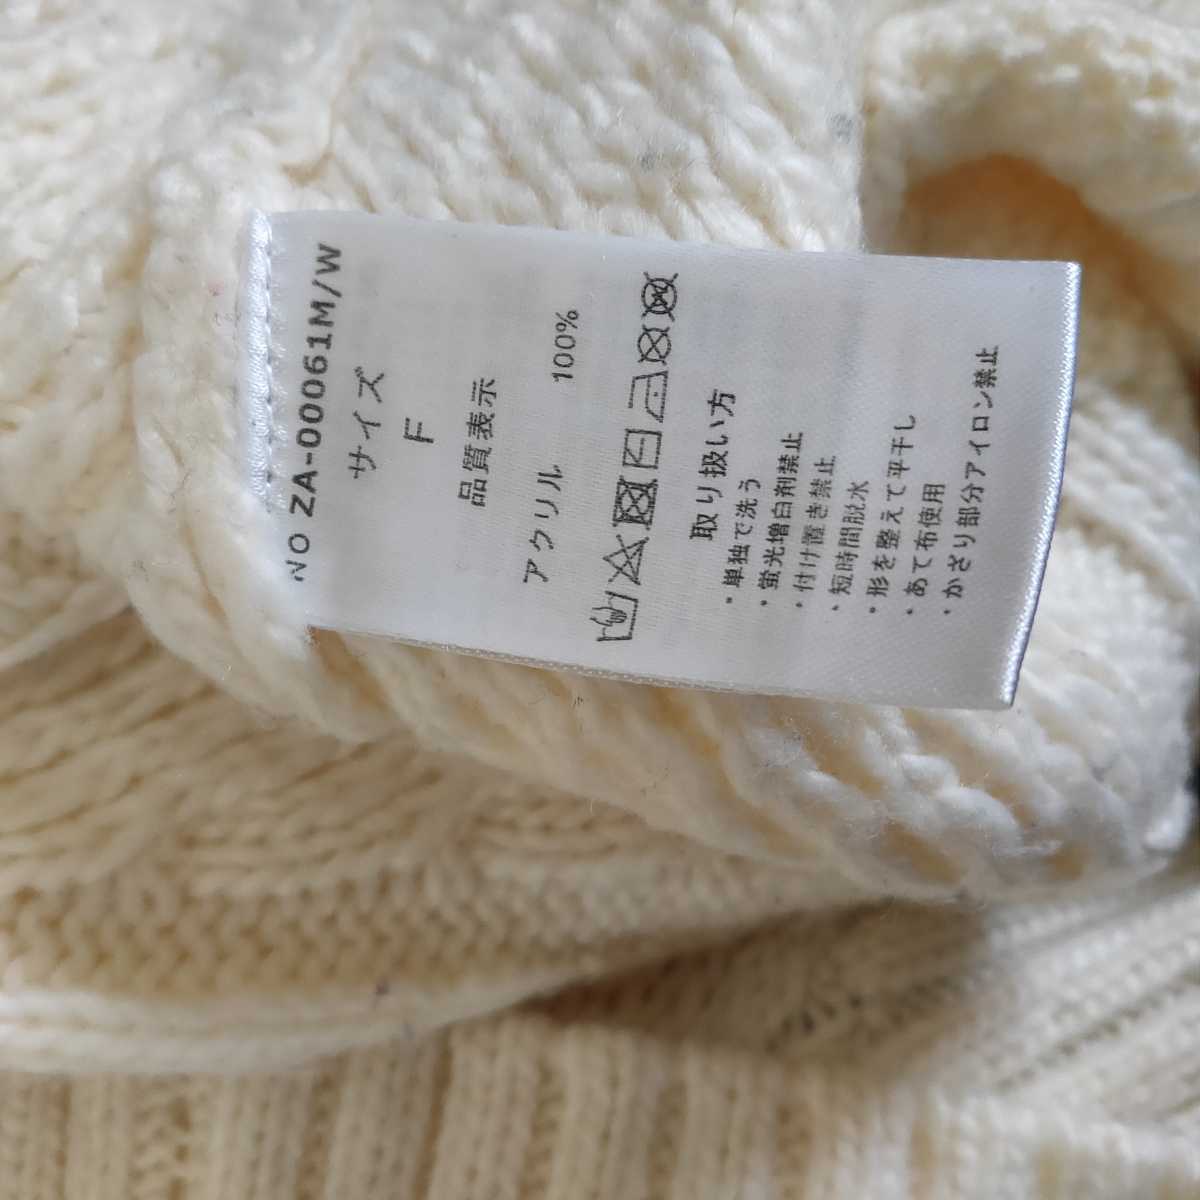 NO ZA-00061M/W
サイズ
F
品質表示
アクリル 100%
取り扱い方
・単独で洗う
・蛍光増白剤禁止
・付け置き禁止
・短時間脱水
・形を整えて平干し
・あて布使用
・かざり部分アイロン禁止